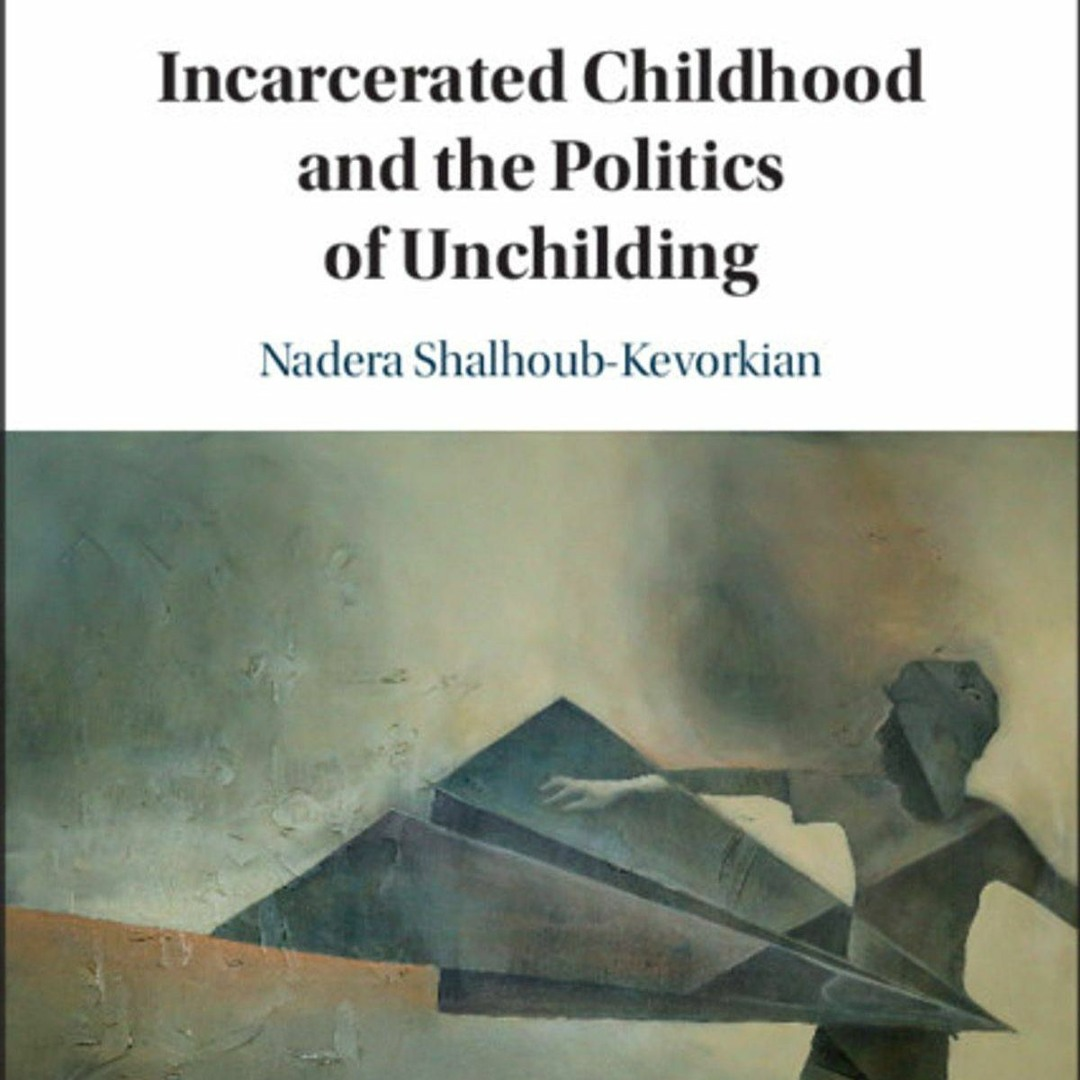 Incarcerated Childhood
and the Politics
of Unchilding
Nadera Shalhoub-Kevorkian